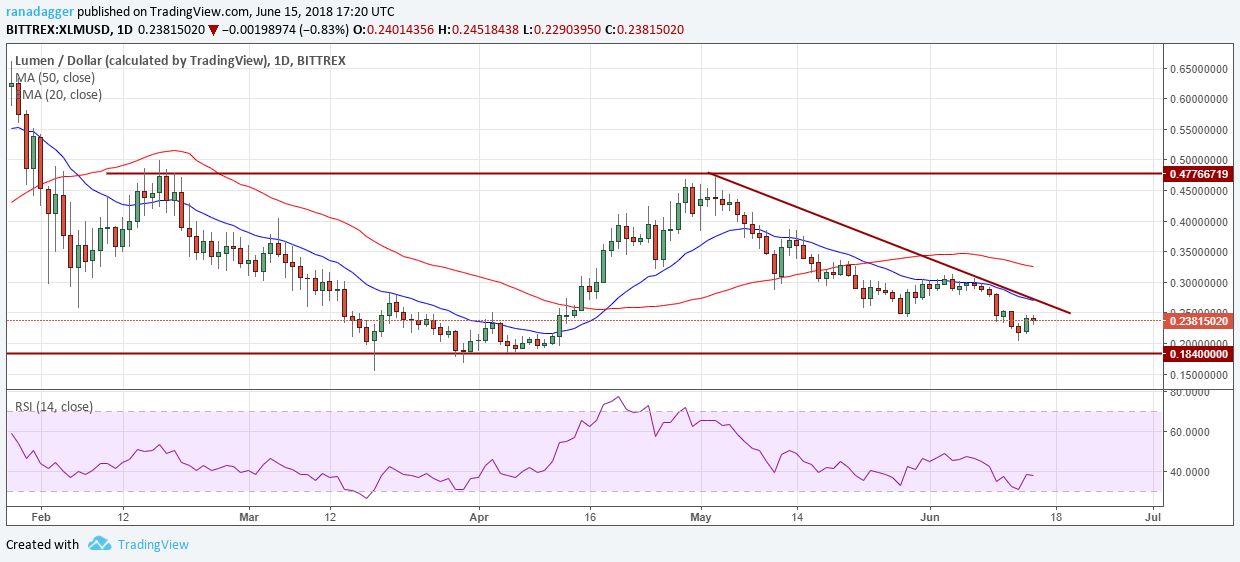 ranadagger published on TradingView.com, June 15, 2018 17:20 UTC
BITTREX:XLMUSD, 1D 0.23815020 ▼ −0.00198974 (−0.83%) O:0.24014356 H:0.24518438 L:0.22903950 C:0.23815020
Lumen / Dollar (calculated by TradingView), 1D, BITTREX
MA (50, close)
EMA (20, close)
0.65000000
0.60000000
0.55000000
0.50000000
0.47766719
0.45000000
0.40000000
0.35000000
0.30000000
0.25000000
0.23815020
0.20000000
0.18400000
0.15000000
RSI (14, close)
80.0000
60.0000
40.0000
Feb 12 Mar 12 Apr 16 May 14 Jun 18 Jul
Created with TradingView